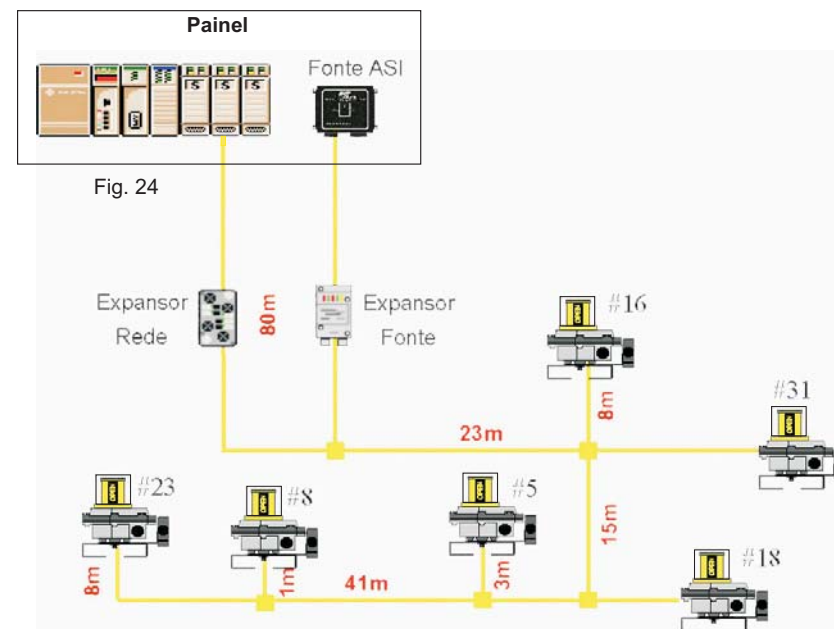 Painel
Fonte ASI
Fig. 24
Expansor
Rede
80m
Expansor
Fonte
#16
8m
#31
23m
#23
#8
#5
15m
8m
1m
41m
3m
#18